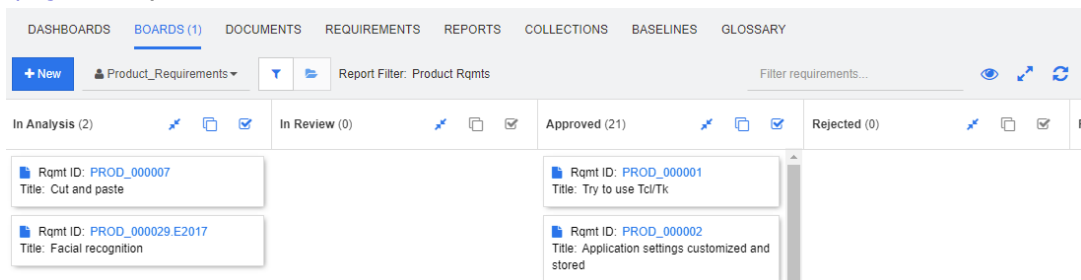 DASHBOARDS BOARDS (1) DOCUMENTS REQUIREMENTS REPORTS COLLECTIONS BASELINES GLOSSARY
+ New Product_Requirements Report Filter: Product Rqmts Filter requirements...
In Analysis (2) In Review (0) Approved (21) Rejected (0)
Rqmt ID: PROD_000007
Title: Cut and paste
Rqmt ID: PROD_000029.E2017
Title: Facial recognition
Rqmt ID: PROD_000001
Title: Try to use Tcl/Tk
Rqmt ID: PROD_000002
Title: Application settings customized and
stored